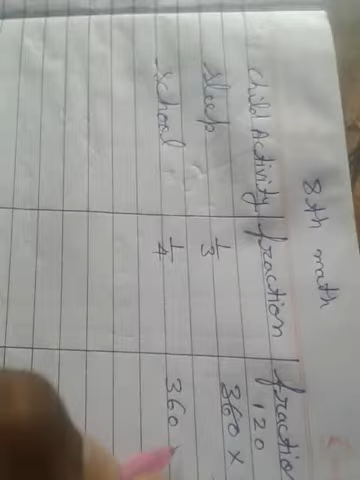 8th math
Child Activity fraction fractio
120
Sleep 1/3 360 ×
School 1/4 360